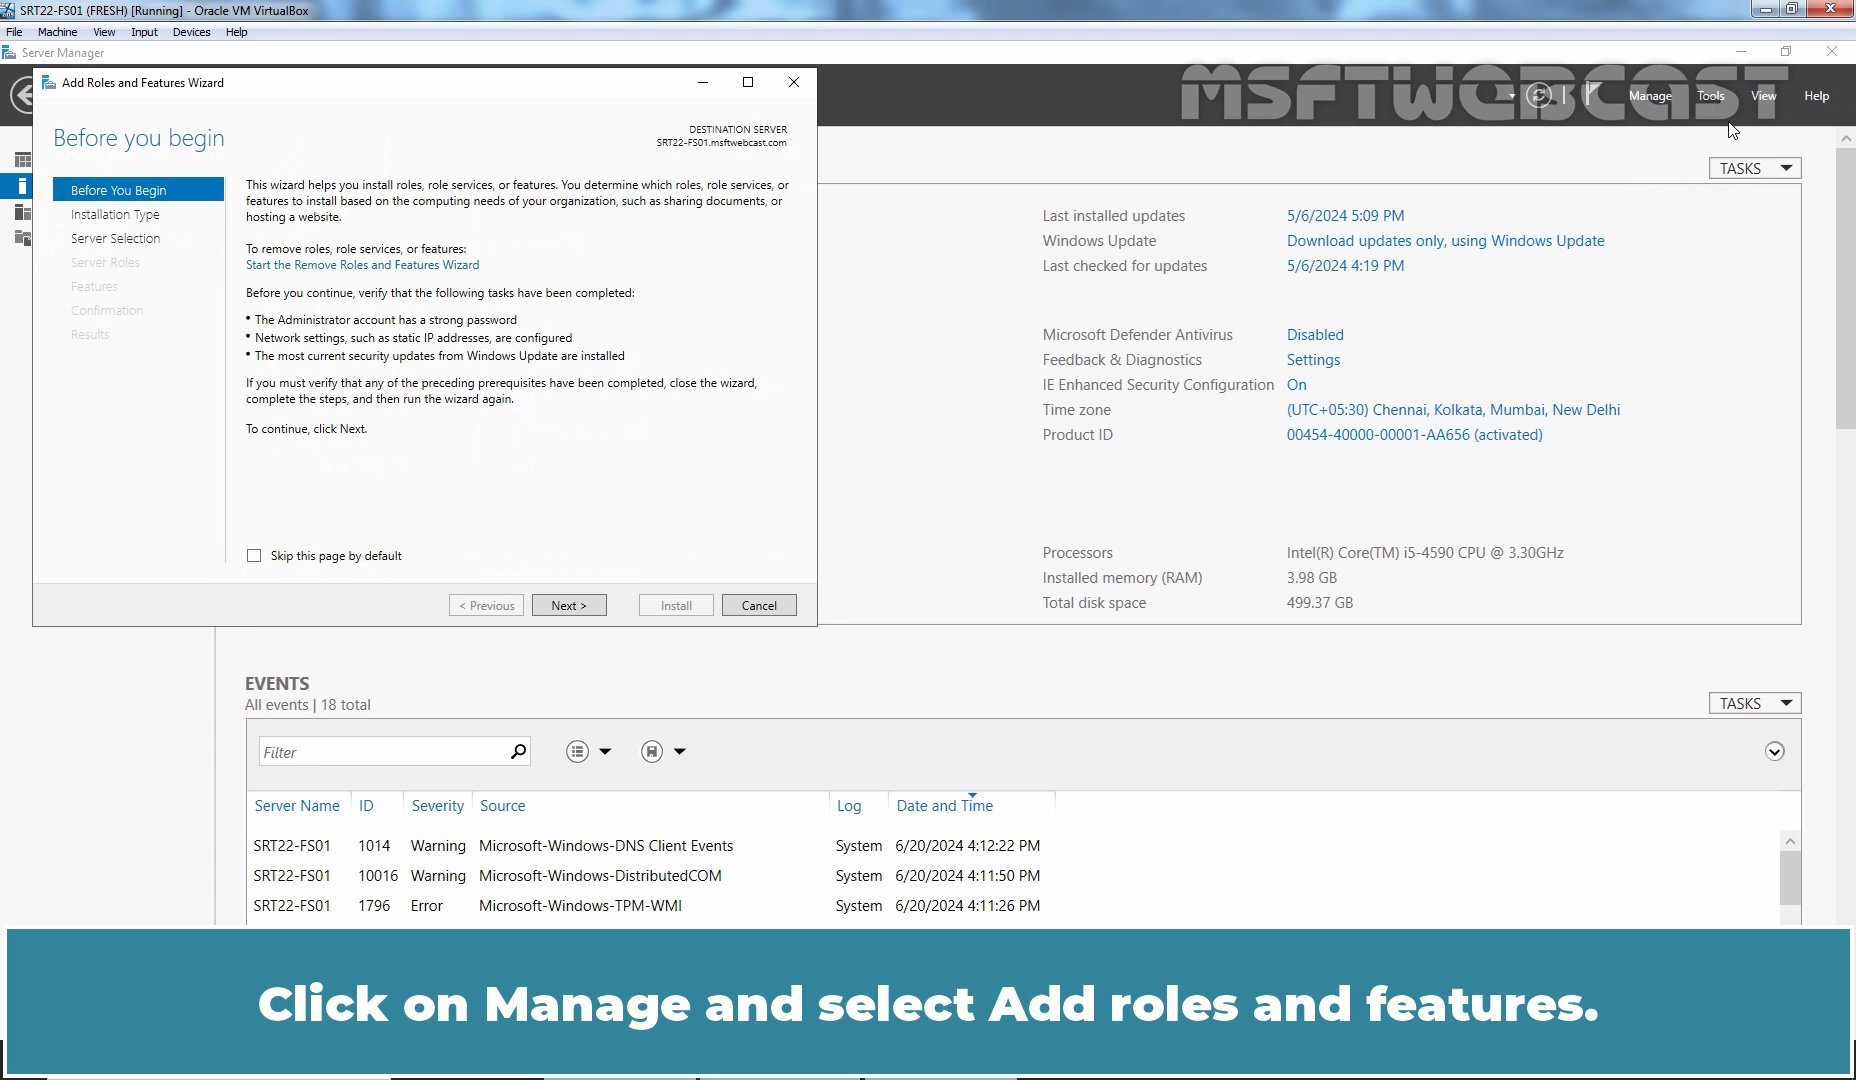 SRT22-FS01 (FRESH) [Running] - Oracle VM VirtualBox
File Machine View Input Devices Help
Server Manager
Add Roles and Features Wizard
MSFTWEBCAST
Manage Tools View Help
Before you begin
DESTINATION SERVER
SRT22-FS01.msftwebcast.com
Before You Begin
Installation Type
Server Selection
Server Roles
Features
Confirmation
Results
This wizard helps you install roles, role services, or features. You determine which roles, role services, or
features to install based on the computing needs of your organization, such as sharing documents, or
hosting a website.
To remove roles, role services, or features:
Start the Remove Roles and Features Wizard
Before you continue, verify that the following tasks have been completed:
• The Administrator account has a strong password
• Network settings, such as static IP addresses, are configured
• The most current security updates from Windows Update are installed
If you must verify that any of the preceding prerequisites have been completed, close the wizard,
complete the steps, and then run the wizard again.
To continue, click Next.
Skip this page by default
< Previous Next > Install Cancel
TASKS
Last installed updates 5/6/2024 5:09 PM
Windows Update Download updates only, using Windows Update
Last checked for updates 5/6/2024 4:19 PM
Microsoft Defender Antivirus Disabled
Feedback & Diagnostics Settings
IE Enhanced Security Configuration On
Time zone (UTC+05:30) Chennai, Kolkata, Mumbai, New Delhi
Product ID 00454-40000-00001-AA656 (activated)
Processors Intel(R) Core(TM) i5-4590 CPU @ 3.30GHz
Installed memory (RAM) 3.98 GB
Total disk space 499.37 GB
EVENTS
All events | 18 total
TASKS
Filter
Server Name ID Severity Source Log Date and Time
SRT22-FS01 1014 Warning Microsoft-Windows-DNS Client Events System 6/20/2024 4:12:22 PM
SRT22-FS01 10016 Warning Microsoft-Windows-DistributedCOM System 6/20/2024 4:11:50 PM
SRT22-FS01 1796 Error Microsoft-Windows-TPM-WMI System 6/20/2024 4:11:26 PM
Click on Manage and select Add roles and features.